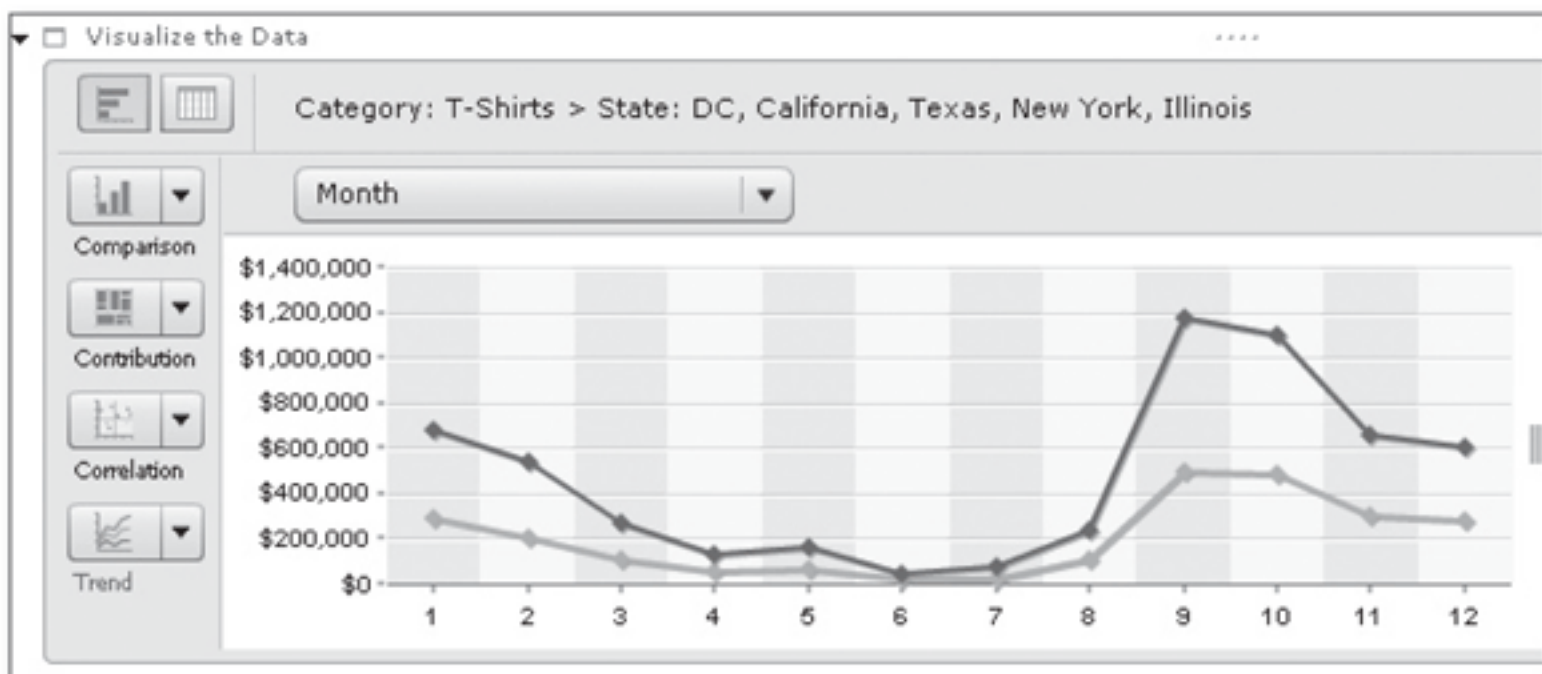 Visualize the Data
Category: T-Shirts > State: DC, California, Texas, New York, Illinois
Month
Comparison
Contribution
Correlation
Trend
$1,400,000
$1,200,000
$1,000,000
$800,000
$600,000
$400,000
$200,000
$0
1 2 3 4 5 6 7 8 9 10 11 12